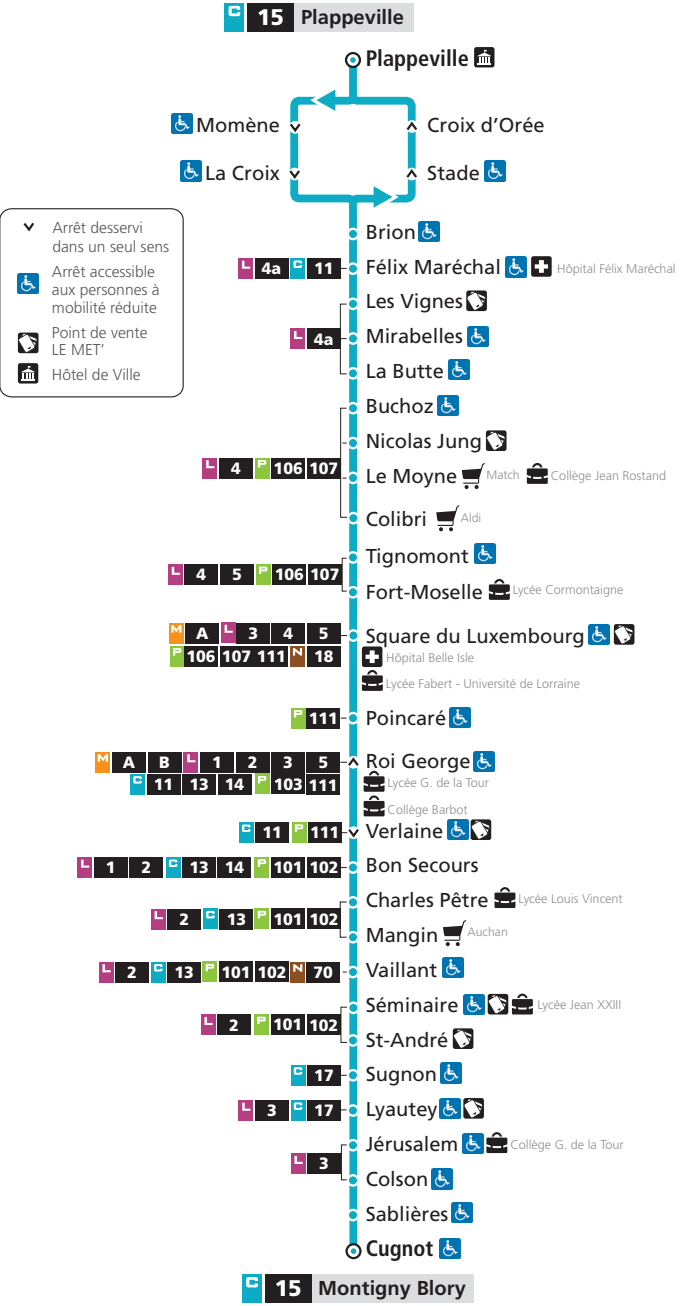 C 15 Plappeville
Plappeville
Momène
Croix d'Orée
La Croix
Stade
Arrêt desservi
dans un seul sens
Arrêt accessible
aux personnes à
mobilité réduite
Point de vente
LE MET'
Hôtel de Ville
Brion
L 4a C 11 Félix Maréchal Hôpital Félix Maréchal
Les Vignes
L 4a Mirabelles
La Butte
Buchoz
Nicolas Jung
L 4 P 106 107 Le Moyne Match Collège Jean Rostand
Colibri Aldi
Tignomont
L 4 5 P 106 107
Fort-Moselle Lycée Cormontaigne
M A L 3 4 5 Square du Luxembourg
P 106 107 111 N 18 Hôpital Belle Isle
Lycée Fabert - Université de Lorraine
P 111 Poincaré
M A B L 1 2 3 5 Roi George
C 11 13 14 P 103 111 Lycée G. de la Tour
Collège Barbot
C 11 P 111 Verlaine
L 1 2 C 13 14 P 101 102 Bon Secours
Charles Pêtre Lycée Louis Vincent
L 2 C 13 P 101 102
Mangin Auchan
L 2 C 13 P 101 102 N 70 Vaillant
Séminaire Lycée Jean XXIII
L 2 P 101 102
St-André
C 17 Sugnon
L 3 C 17 Lyautey
Jérusalem Collège G. de la Tour
L 3
Colson
Sablières
Cugnot
C 15 Montigny Blory